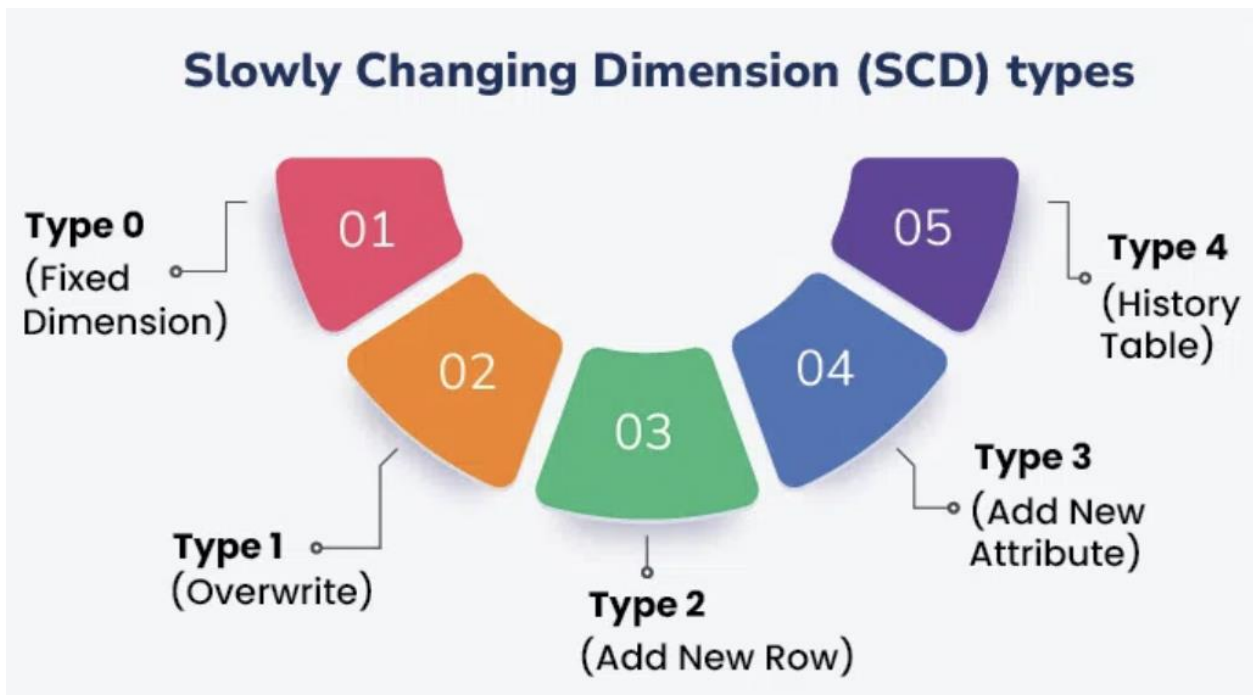 Slowly Changing Dimension (SCD) types
01
Type 0
(Fixed
Dimension)
02
Type 1
(Overwrite)
03
Type 2
(Add New Row)
04
Type 3
(Add New
Attribute)
05
Type 4
(History
Table)